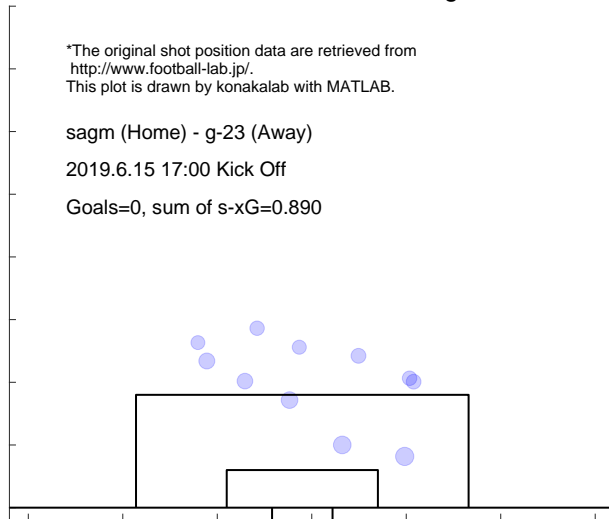 *The original shot position data are retrieved from
http://www.football-lab.jp/.
This plot is drawn by konakalab with MATLAB.
sagm (Home) - g-23 (Away)
2019.6.15 17:00 Kick Off
Goals=0, sum of s-xG=0.890